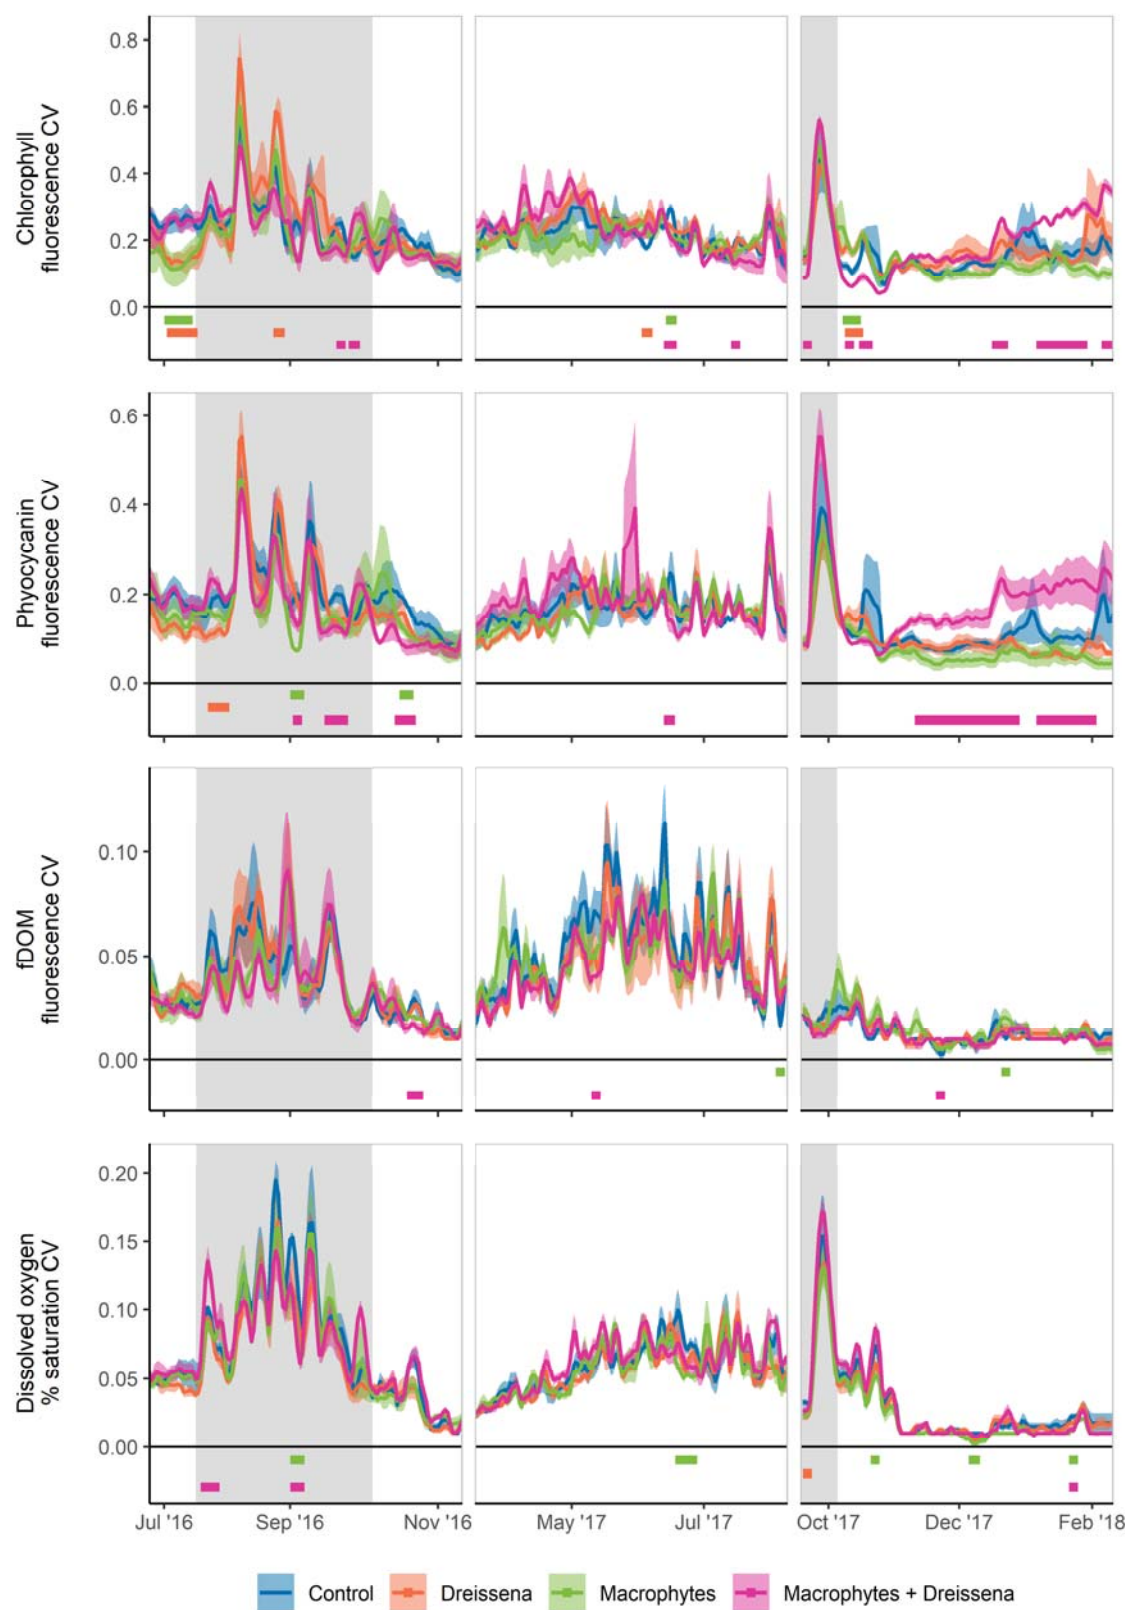 Chlorophyll
fluorescence CV
0.8
0.6
0.4
0.2
0.0
Phycocyanin
fluorescence CV
0.6
0.4
0.2
0.0
fDOM
fluorescence CV
0.10
0.05
0.00
Dissolved oxygen
% saturation CV
0.20
0.15
0.10
0.05
0.00
Jul '16 Sep '16 Nov '16 May '17 Jul '17 Oct '17 Dec '17 Feb '18
Control Dreissena Macrophytes Macrophytes + Dreissena